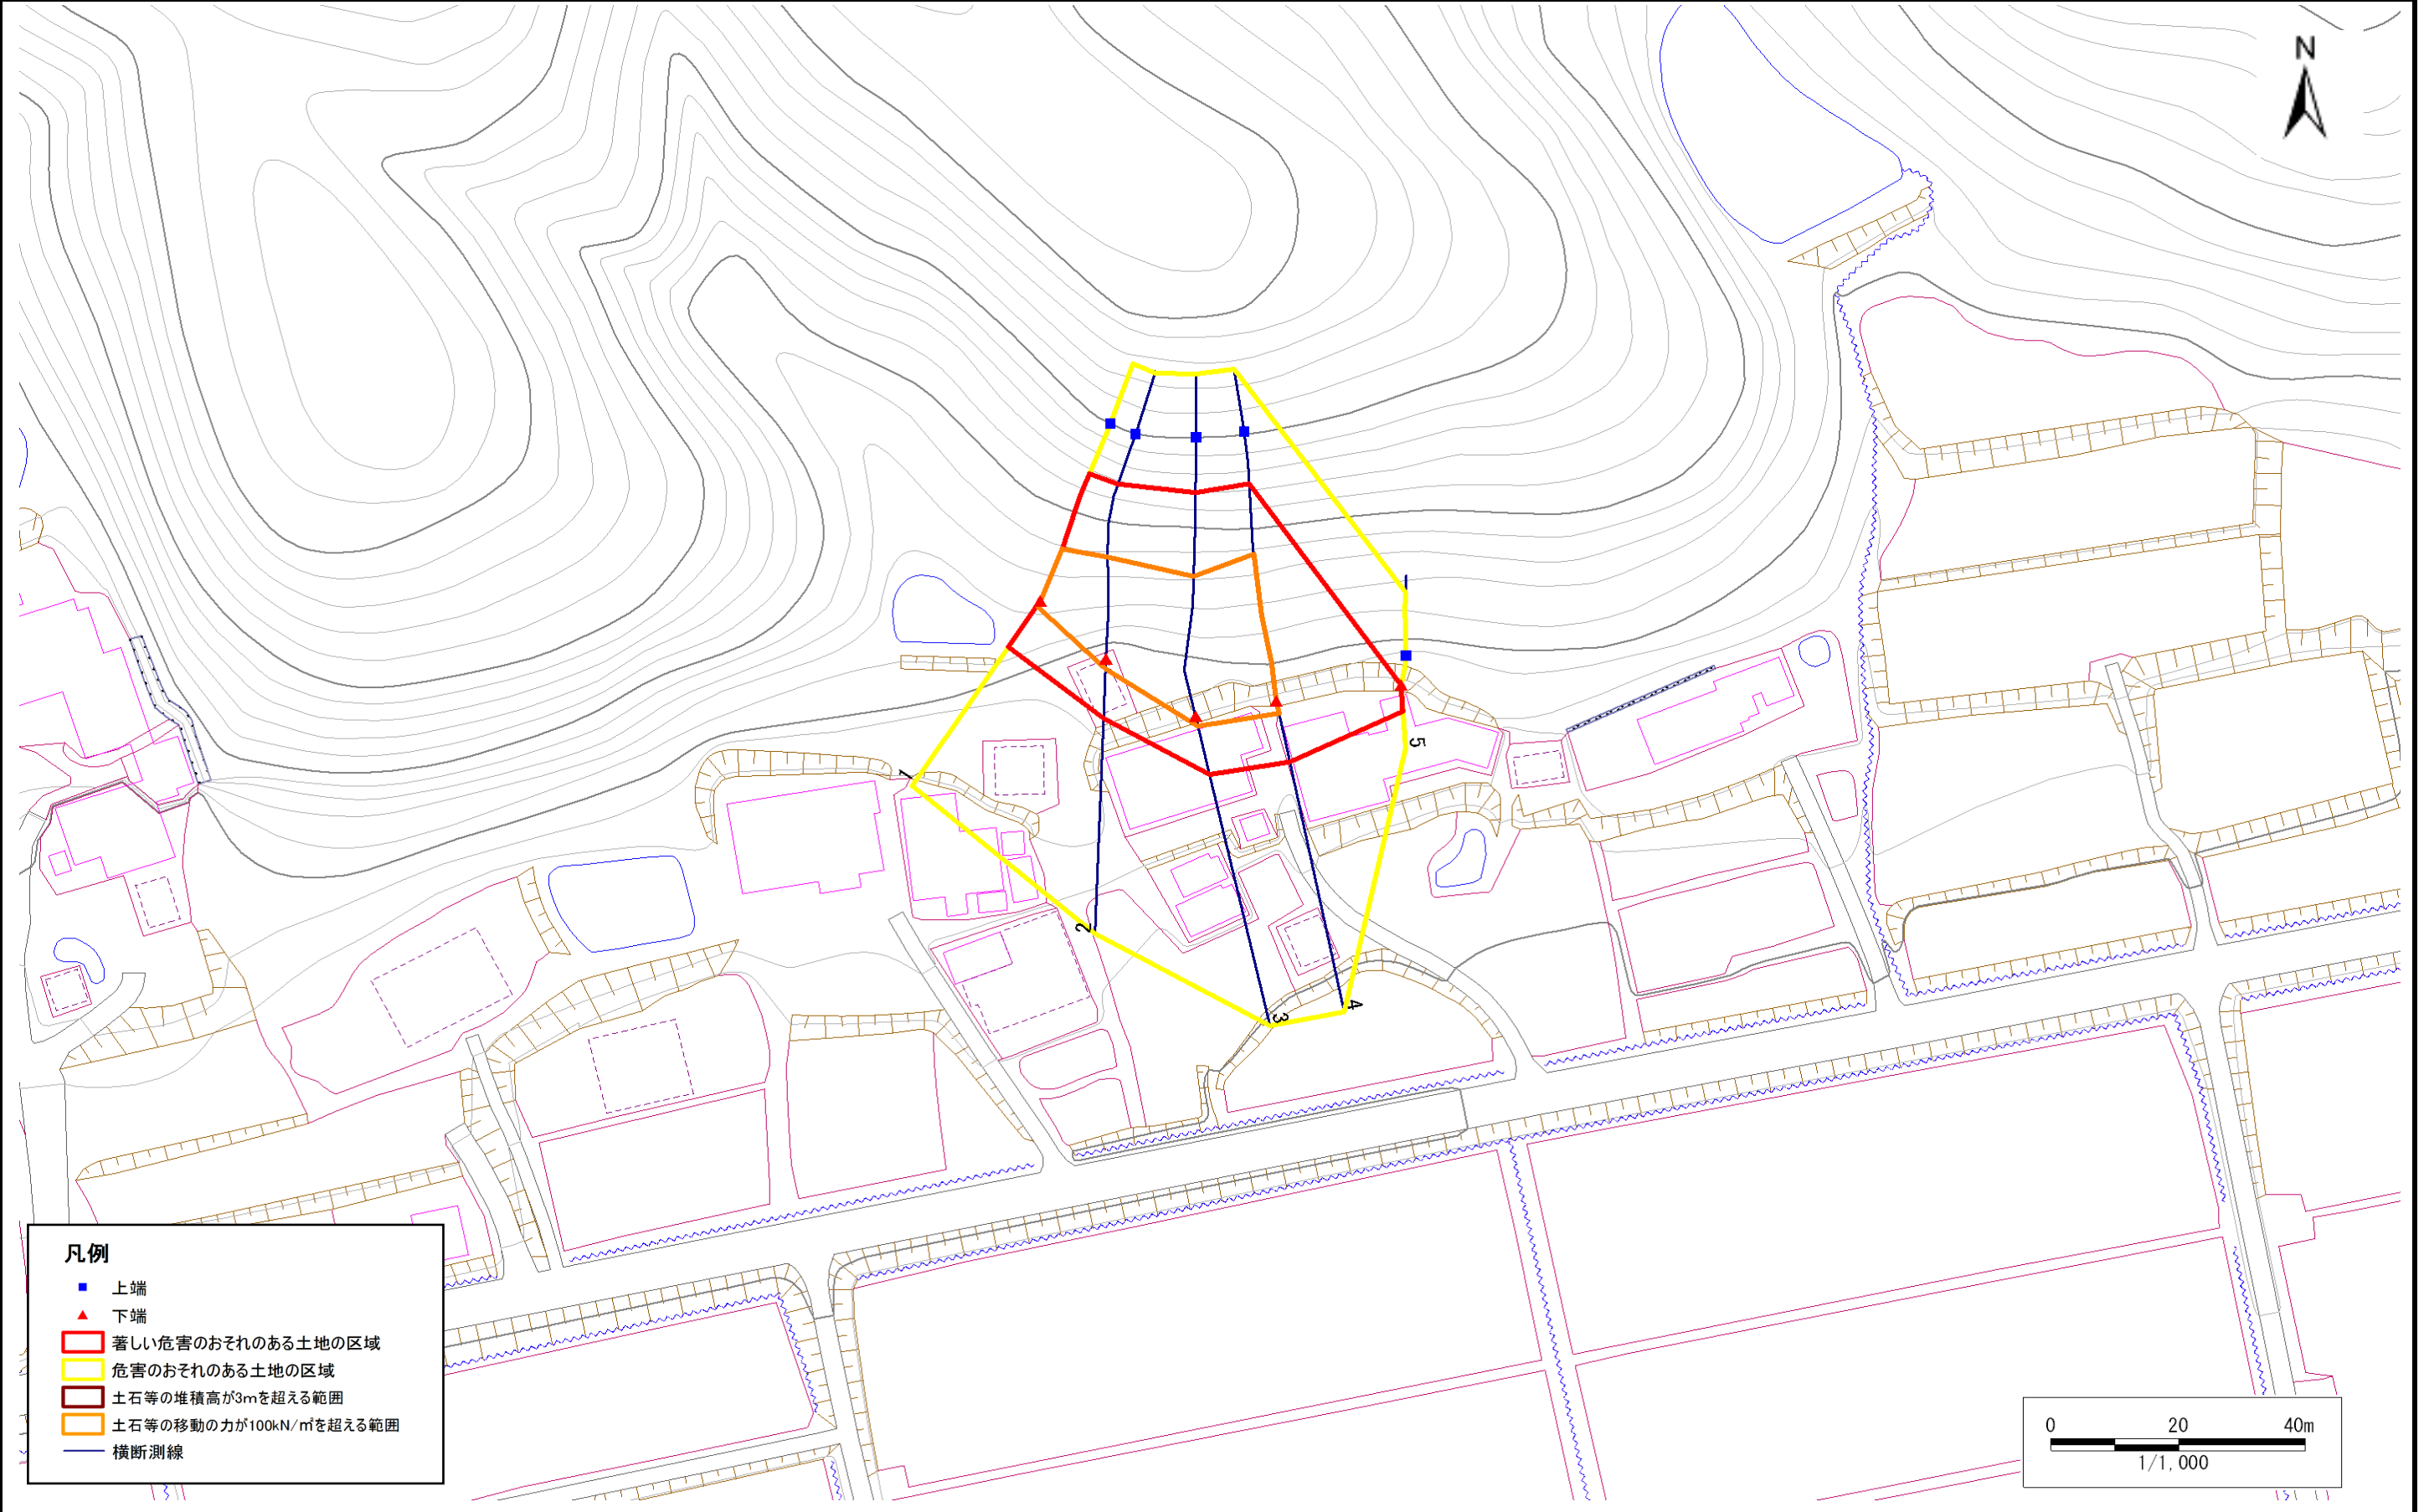 N
1
2
3
4
5
凡例
上端
下端
著しい危害のおそれのある土地の区域
危害のおそれのある土地の区域
土石等の堆積高が3mを超える範囲
土石等の移動の力が100kN/㎡を超える範囲
横断測線
0 20 40m
1/1,000